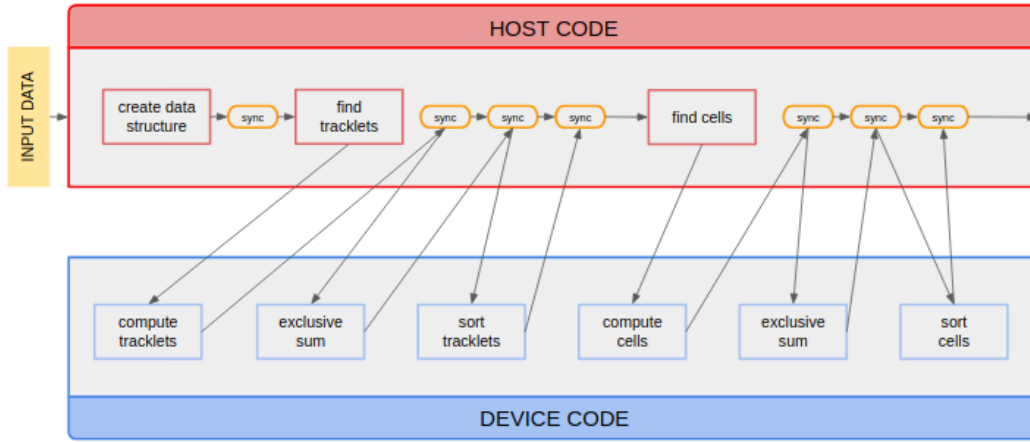 HOST CODE
INPUT DATA
create data
structure
sync
find
tracklets
sync
sync
sync
find cells
sync
sync
sync
compute
tracklets
exclusive
sum
sort
tracklets
compute
cells
exclusive
sum
sort
cells
DEVICE CODE